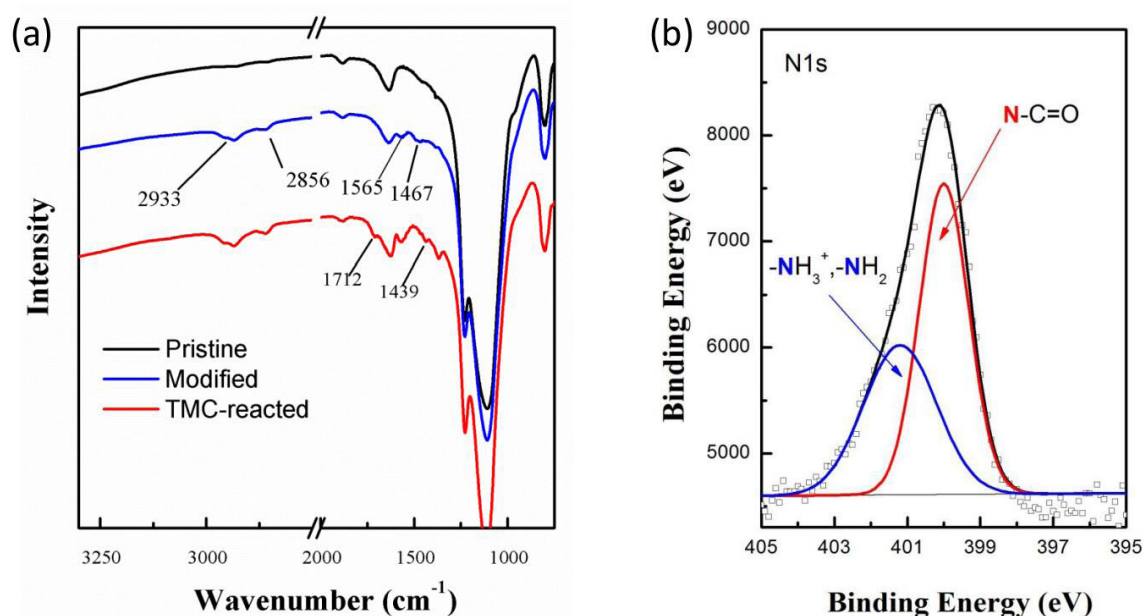 (a)
Intensity
2933
2856
1565
1467
1712
1439
Pristine
Modified
TMC-reacted
3250
3000
2000
1500
1000
Wavenumber (cm⁻¹)
(b)
N1s
N-C=O
-NH₃⁺,-NH₂
Binding Energy (eV)
9000
8000
7000
6000
5000
405
403
401
399
397
395
Binding Energy (eV)